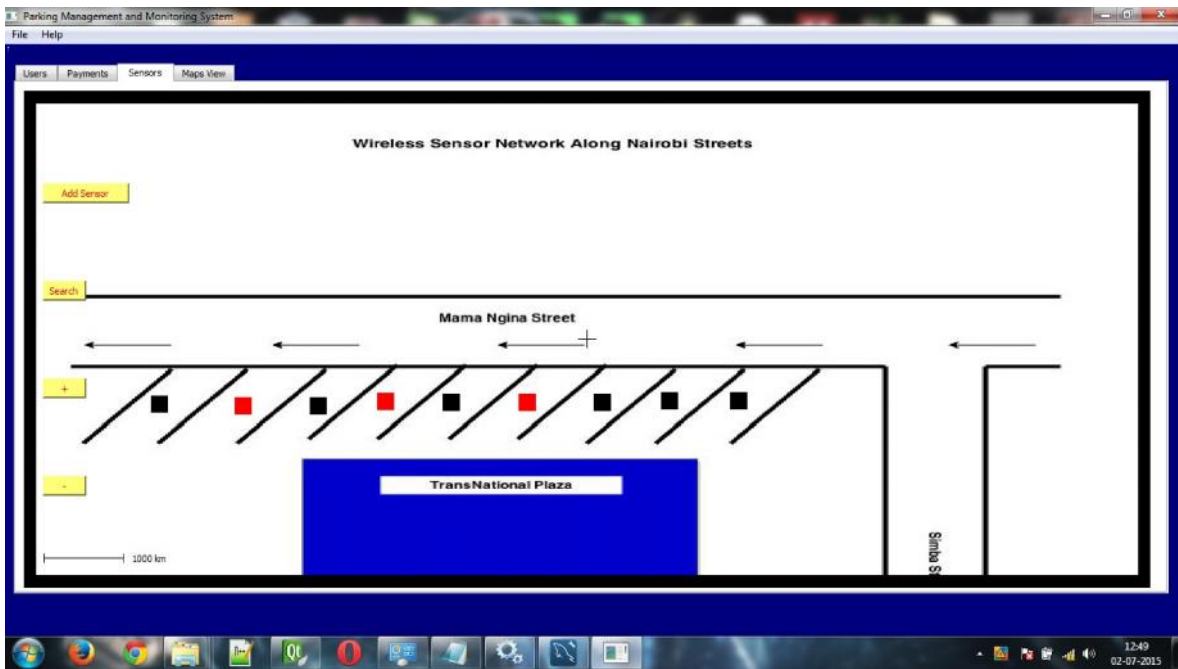 Parking Management and Monitoring System
File Help
Users Payments Sensors Maps View
Wireless Sensor Network Along Nairobi Streets
Add Sensor
Search
Mama Ngina Street
+
-
TransNational Plaza
Simba St
1000 km
12:49
02-07-2015